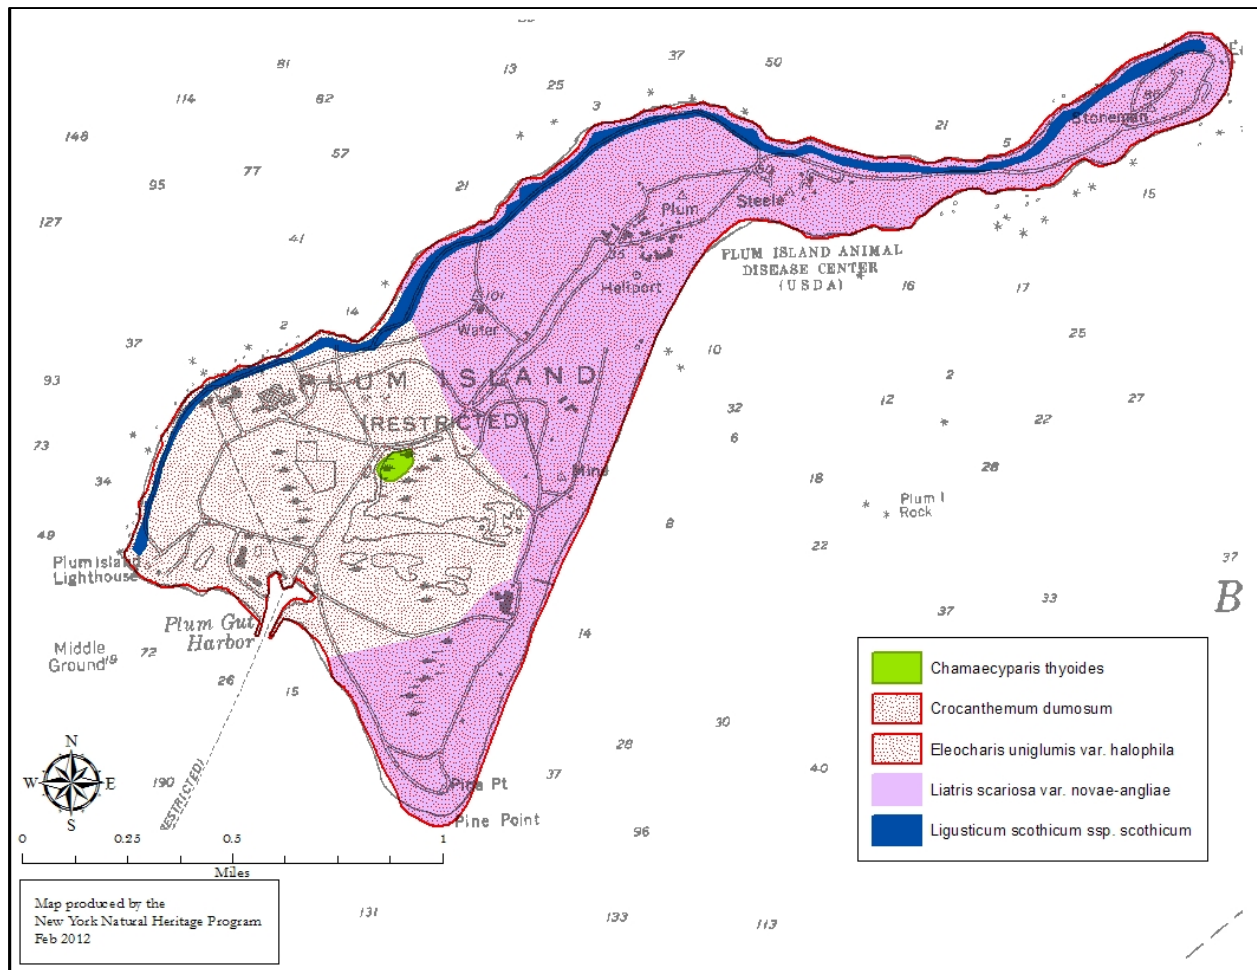 37
50
81
13
25
114
82
3
148
57
21
5
77
95
21
15
Stoneman
127
Plum
Steele
41
35
PLUM ISLAND ANIMAL
DISEASE CENTER
(USDA)
16
17
Heliport
101
14
2
Water
25
37
10
93
PLUM ISLAND
2
12
27
32
22
(RESTRICTED)
6
73
28
34
18
Plum I
Rock
8
49
22
Plum Island
Lighthouse
37
33
37
B
Plum Gut
Harbor
14
Middle
Ground
19
72
26
15
Chamaecyparis thyoides
Crocanthemum dumosum
Eleocharis uniglumis var. halophila
Liatris scariosa var. novae-angliae
Ligusticum scothicum ssp. scothicum
30
28
37
40
190
N
W
E
S
Pine Point
96
0
0.25
0.5
1
Miles
Map produced by the
New York Natural Heritage Program
Feb 2012
131
133
113